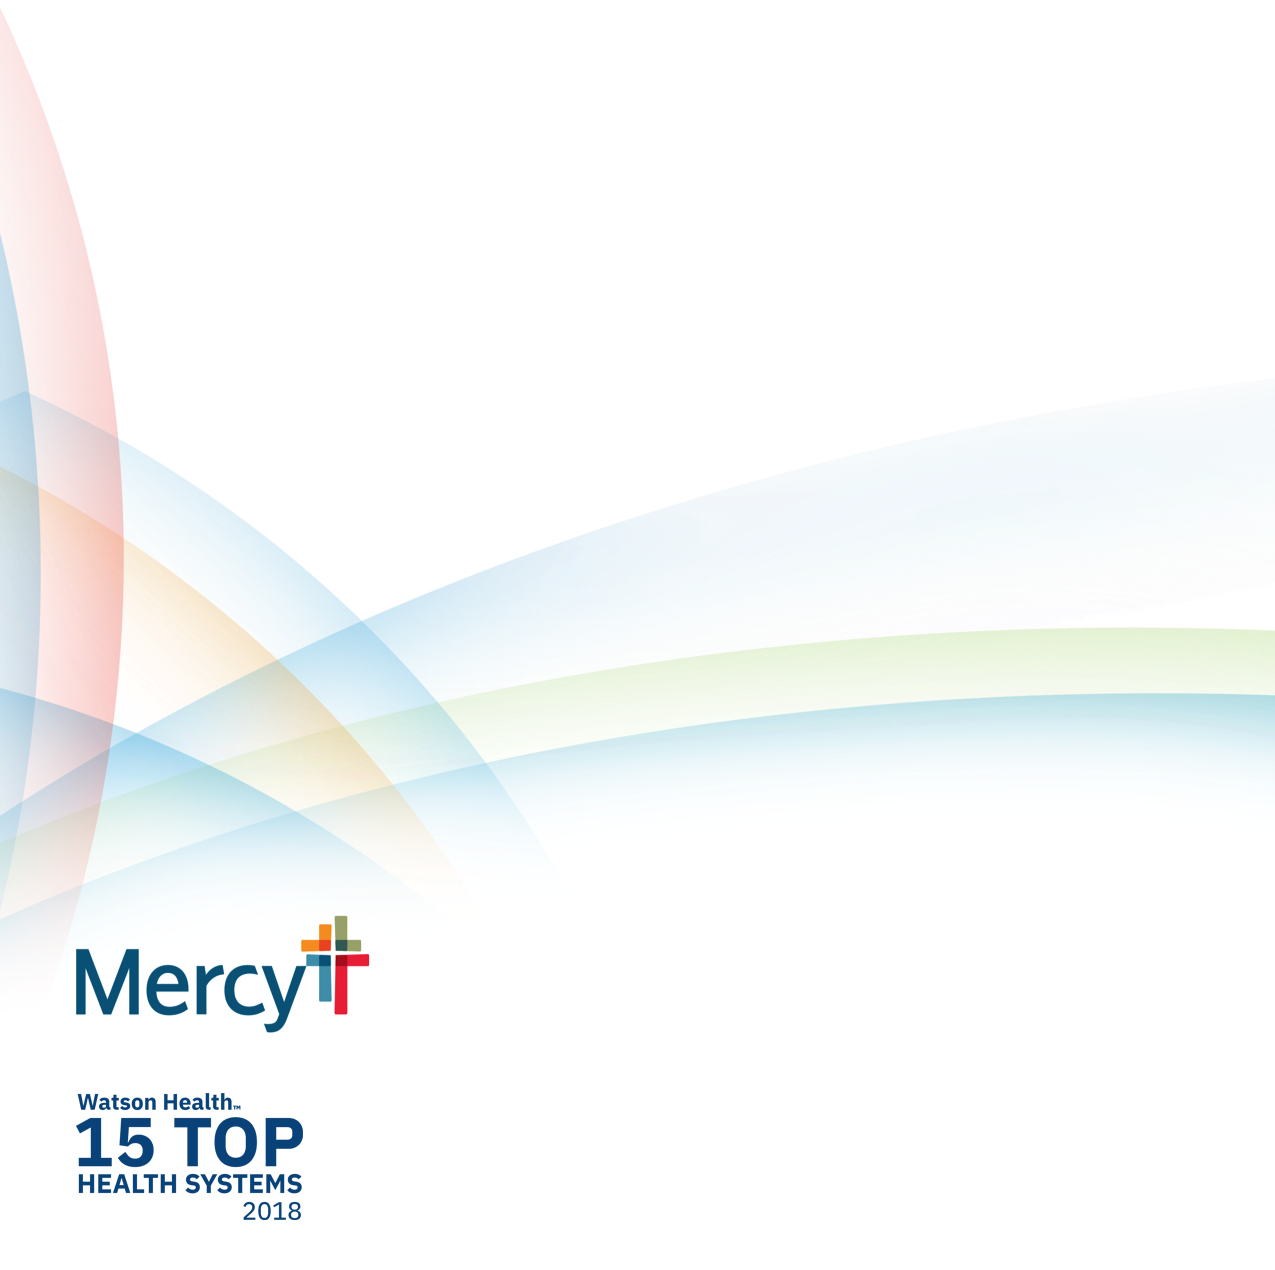 Mercy
Watson Health™
15 TOP
HEALTH SYSTEMS
2018